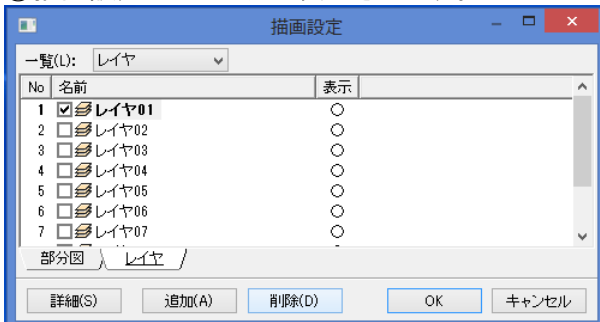 描画設定
一覧(L): レイヤ
No 名前 表示
1 レイヤ01 ○
2 レイヤ02 ○
3 レイヤ03 ○
4 レイヤ04 ○
5 レイヤ05 ○
6 レイヤ06 ○
7 レイヤ07 ○
部分図 レイヤ
詳細(S) 追加(A) 削除(D) OK キャンセル